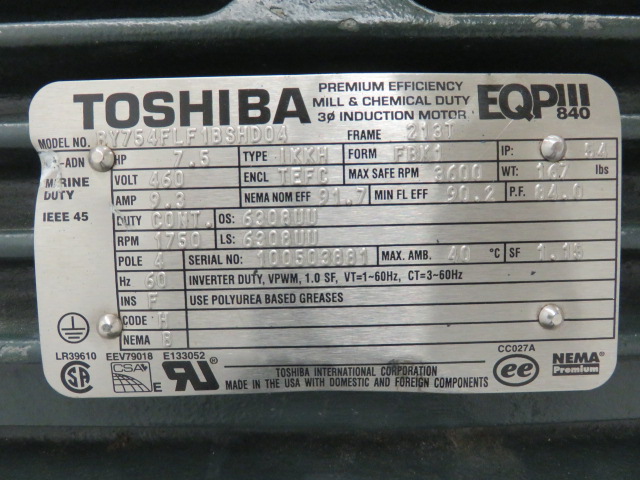 TOSHIBA
PREMIUM EFFICIENCY
MILL & CHEMICAL DUTY
3ø INDUCTION MOTOR
EQPIII
840
MODEL NO. FRAME 213T
HP 7.5 TYPE IKKH FORM FBK1 IP: 54
VOLT 460 ENCL TEFC MAX SAFE RPM 3600 WT: 167 lbs
AMP 9.3 NEMA NOM EFF 91.7 MIN FL EFF 90.2 P.F. 84.0
-ADN
MARINE
DUTY
IEEE 45
DUTY CONT. OS: 6308UU
RPM 1750 LS: 6308UU
POLE 4 SERIAL NO: 100503881 MAX. AMB. 40 °C SF 1.15
Hz 60 INVERTER DUTY, VPWM, 1.0 SF, VT=1~60Hz, CT=3~60Hz
INS F USE POLYUREA BASED GREASES
CODE H
NEMA B
LR39610 EEV79018 E133052
CSA E
CC027A
ee
NEMA
Premium
TOSHIBA INTERNATIONAL CORPORATION
MADE IN THE USA WITH DOMESTIC AND FOREIGN COMPONENTS